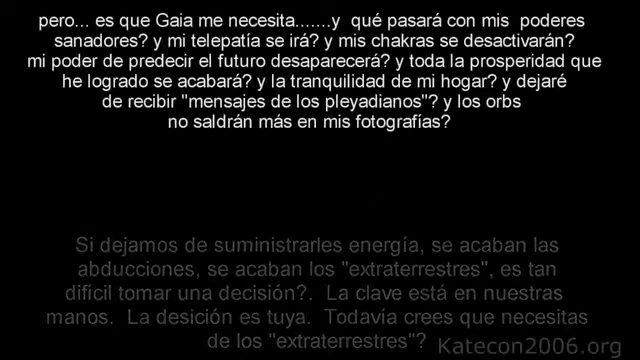 pero... es que Gaia me necesita.......y qué pasará con mis poderes
sanadores? y mi telepatía se irá? y mis chakras se desactivarán?
mi poder de predecir el futuro desaparecerá? y toda la prosperidad que
he logrado se acabará? y la tranquilidad de mi hogar? y dejaré
de recibir "mensajes de los pleyadianos"? y los orbs
no saldrán más en mis fotografías?
Si dejamos de suministrarles energía, se acaban las
abducciones, se acaban los "extraterrestres", es tan
difícil tomar una decisión?. La clave está en nuestras
manos. La desición es tuya. Todavía crees que necesitas
de los "extraterrestres"?
Katecon2006.org